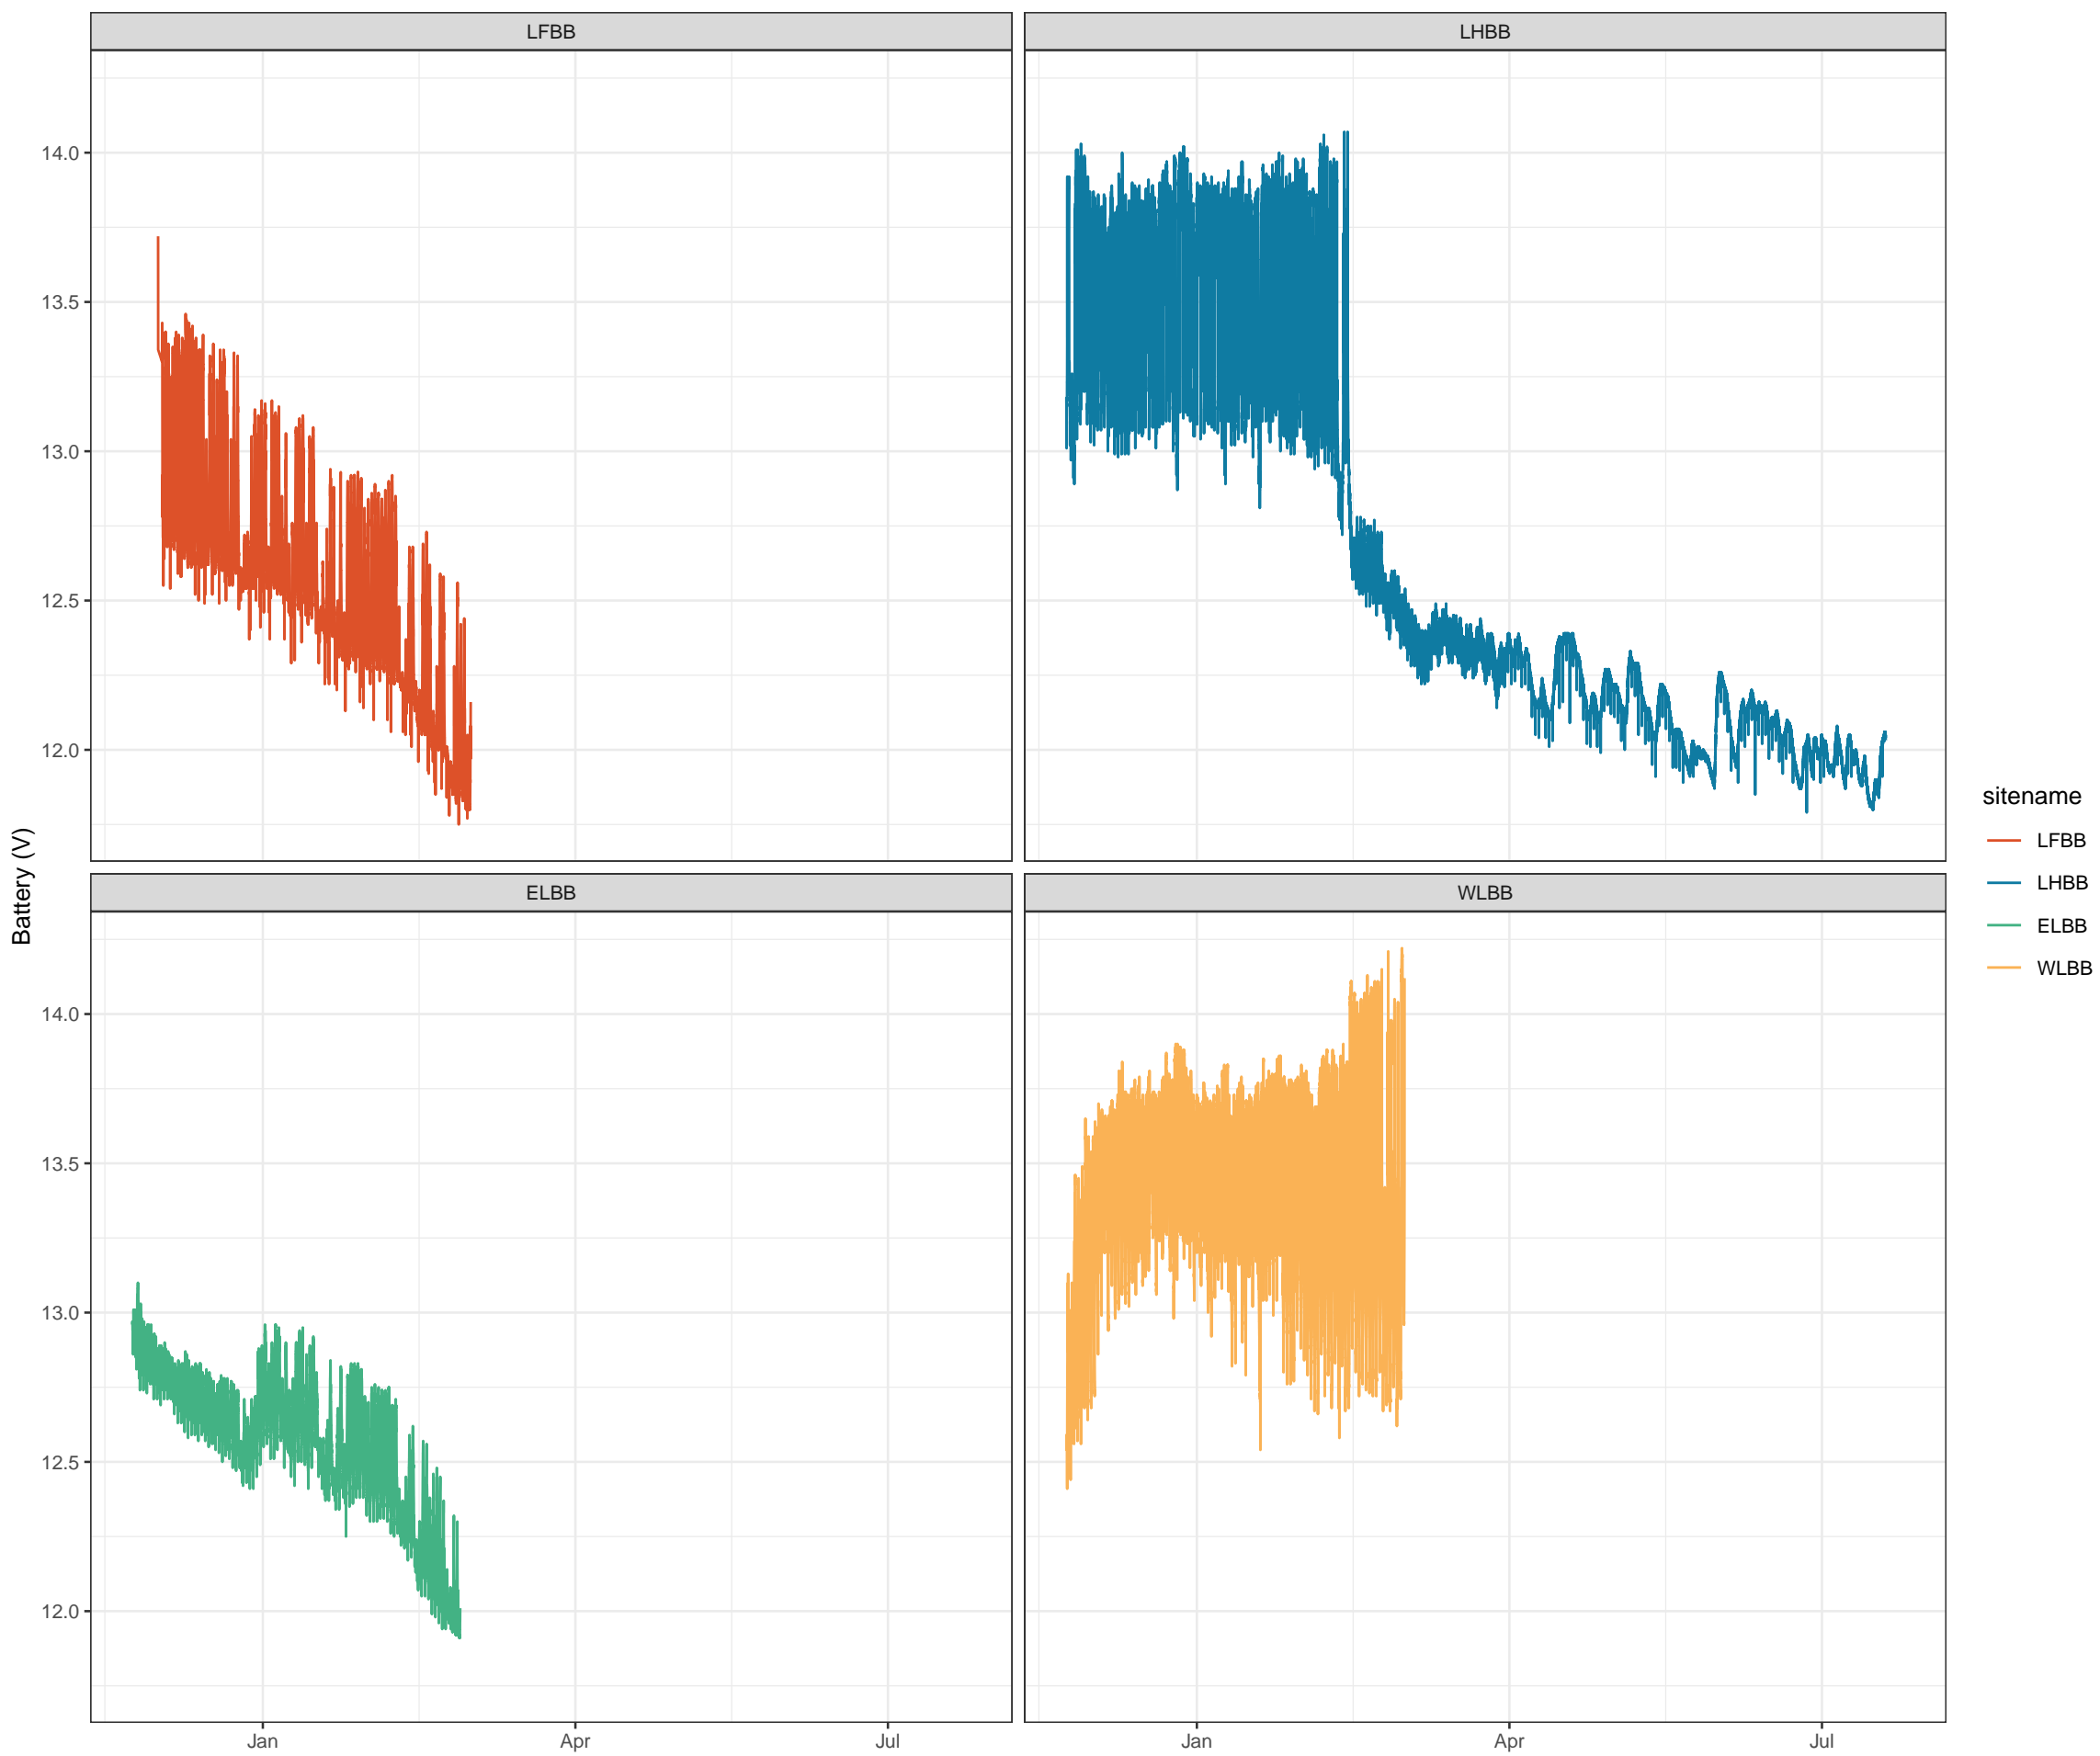 LFBB
LHBB
14.0
13.5
13.0
12.5
12.0
ELBB
WLBB
14.0
13.5
13.0
12.5
12.0
Jan
Apr
Jul
Jan
Apr
Jul
Battery (V)
sitename
LFBB
LHBB
ELBB
WLBB